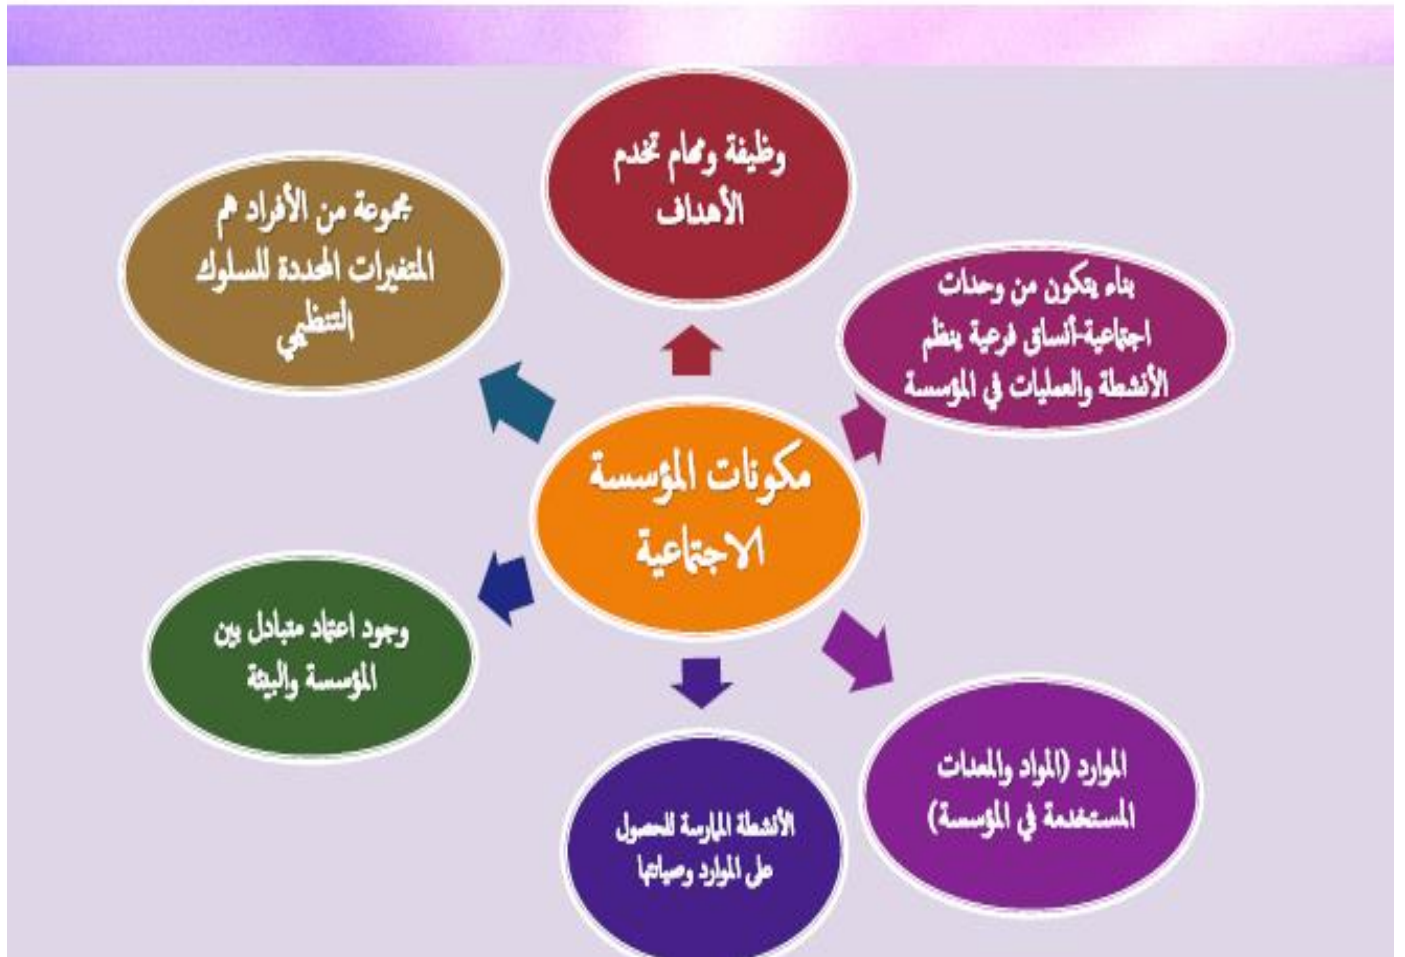 وظيفة ومهام تخدم
الأهداف
بناء يتكون من وحدات
اجتماعية-أنساق فرعية ينظم
الأنشطة والعمليات في المؤسسة
مجموعة من الأفراد هم
المتغيرات المحددة للسلوك
التنظيمي
مكونات المؤسسة
الاجتماعية
وجود اعتماد متبادل بين
المؤسسة والبيئة
الموارد (المواد والمعدات
المستخدمة في المؤسسة)
الأنشطة المارسة للحصول
على الموارد وصيانتها